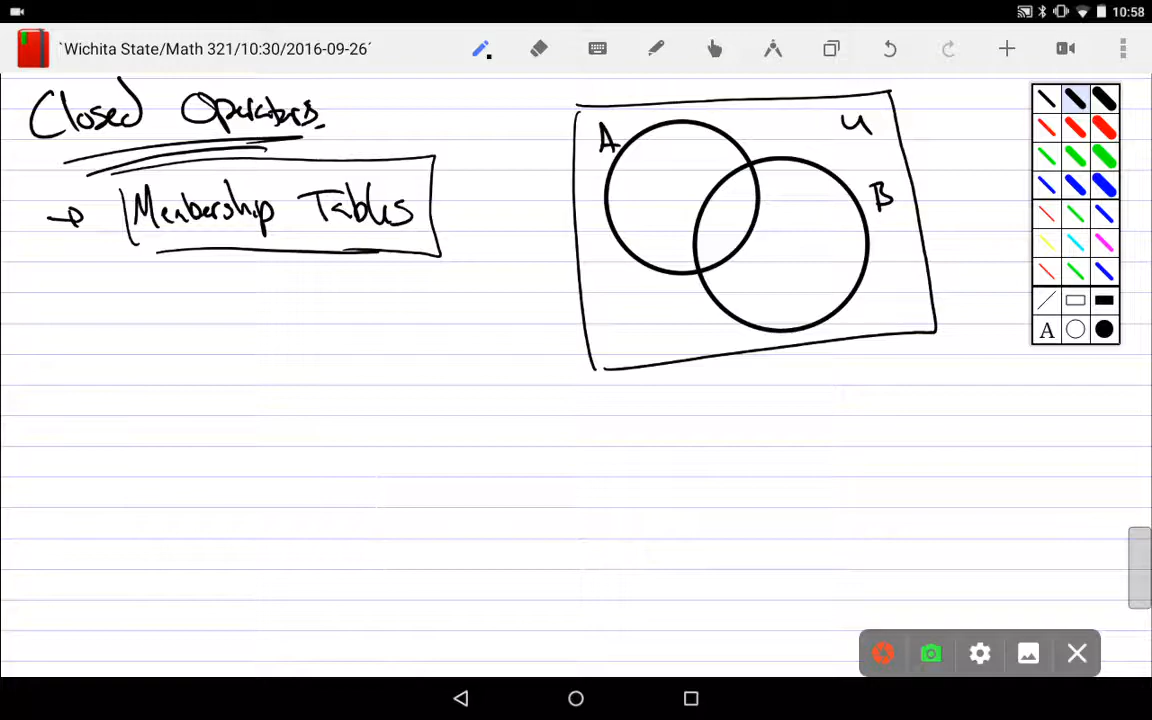 10:58
`Wichita State/Math 321/10:30/2016-09-26´
Closed Operators
→ Membership Tables
A
U
B
A